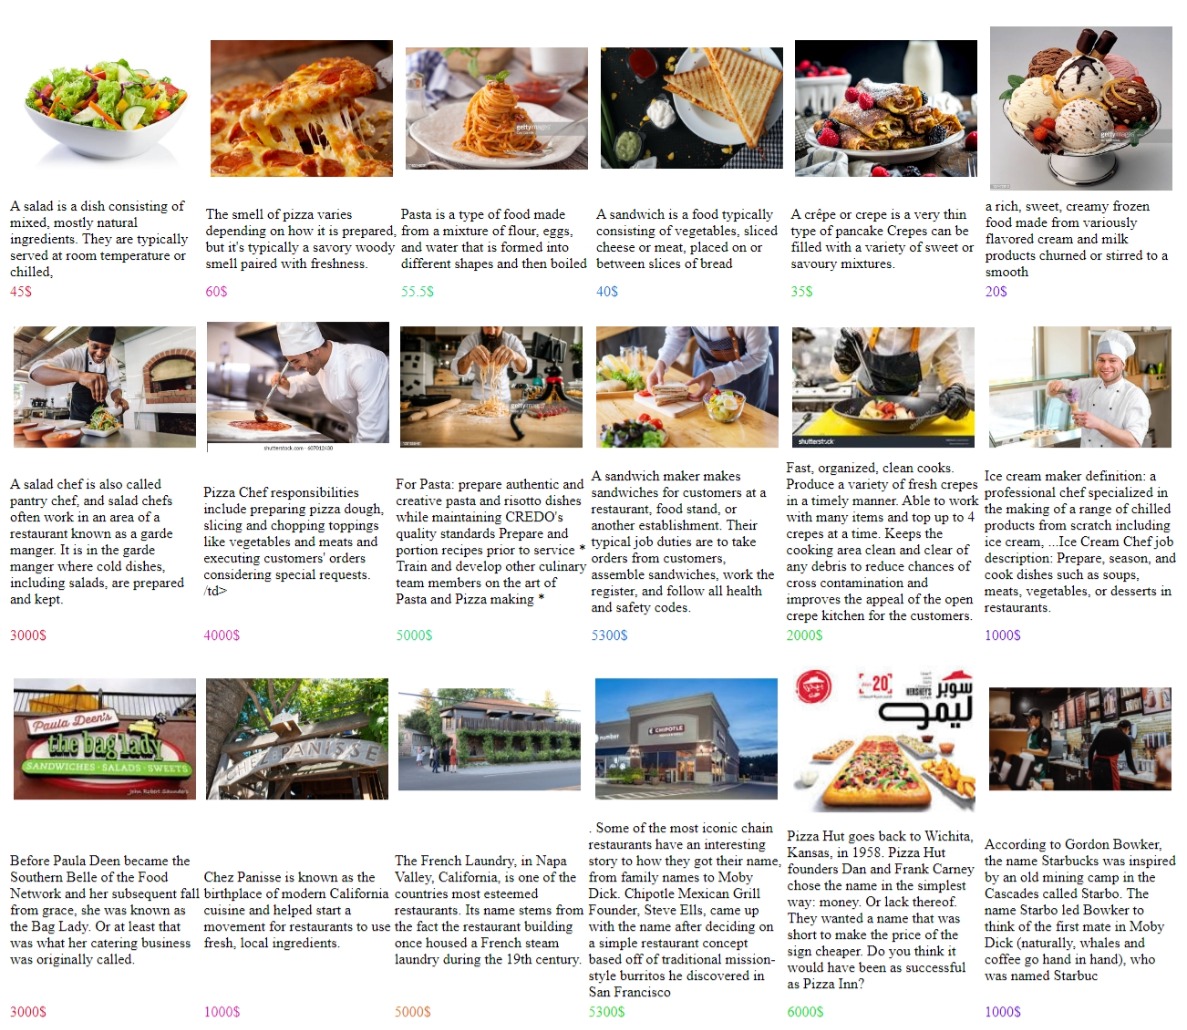 A salad is a dish consisting of
mixed, mostly natural
ingredients. They are typically
served at room temperature or
chilled,
45$
The smell of pizza varies
depending on how it is prepared,
but it's typically a savory woody
smell paired with freshness.
60$
Pasta is a type of food made
from a mixture of flour, eggs,
and water that is formed into
different shapes and then boiled
55.5$
A sandwich is a food typically
consisting of vegetables, sliced
cheese or meat, placed on or
between slices of bread
40$
A crêpe or crepe is a very thin
type of pancake Crepes can be
filled with a variety of sweet or
savoury mixtures.
35$
a rich, sweet, creamy frozen
food made from variously
flavored cream and milk
products churned or stirred to a
smooth
20$
gettyimages
gettyimages
A salad chef is also called
pantry chef, and salad chefs
often work in an area of a
restaurant known as a garde
manger. It is in the garde
manger where cold dishes,
including salads, are prepared
and kept.
3000$
shutterstock.com · 607012400
Pizza Chef responsibilities
include preparing pizza dough,
slicing and chopping toppings
like vegetables and meats and
executing customers' orders
considering special requests.
/td>
4000$
For Pasta: prepare authentic and
creative pasta and risotto dishes
while maintaining CREDO's
quality standards Prepare and
portion recipes prior to service *
Train and develop other culinary
team members on the art of
Pasta and Pizza making *
5000$
A sandwich maker makes
sandwiches for customers at a
restaurant, food stand, or
another establishment. Their
typical job duties are to take
orders from customers,
assemble sandwiches, work the
register, and follow all health
and safety codes.
5300$
shutterstock
Fast, organized, clean cooks.
Produce a variety of fresh crepes
in a timely manner. Able to work
with many items and top up to 4
crepes at a time. Keeps the
cooking area clean and clear of
any debris to reduce chances of
cross contamination and
improves the appeal of the open
crepe kitchen for the customers.
2000$
Ice cream maker definition: a
professional chef specialized in
the making of a range of chilled
products from scratch including
ice cream, ...Ice Cream Chef job
description: Prepare, season, and
cook dishes such as soups,
meats, vegetables, or desserts in
restaurants.
1000$
Paula Deen's
the bag lady
SANDWICHES · SALADS · SWEETS
Before Paula Deen became the
Southern Belle of the Food
Network and her subsequent fall
from grace, she was known as
the Bag Lady. Or at least that
was what her catering business
was originally called.
3000$
CHEZ PANISSE
Chez Panisse is known as the
birthplace of modern California
cuisine and helped start a
movement for restaurants to use
fresh, local ingredients.
1000$
The French Laundry, in Napa
Valley, California, is one of the
countries most esteemed
restaurants. Its name stems from
the fact the restaurant building
once housed a French steam
laundry during the 19th century.
5000$
CHIPOTLE
. Some of the most iconic chain
restaurants have an interesting
story to how they got their name,
from family names to Moby
Dick. Chipotle Mexican Grill
Founder, Steve Ells, came up
with the name after deciding on
a simple restaurant concept
based off of traditional mission-
style burritos he discovered in
San Francisco
5300$
20
HERSHEY'S
سوبر
ليمو
Pizza Hut goes back to Wichita,
Kansas, in 1958. Pizza Hut
founders Dan and Frank Carney
chose the name in the simplest
way: money. Or lack thereof.
They wanted a name that was
short to make the price of the
sign cheaper. Do you think it
would have been as successful
as Pizza Inn?
6000$
According to Gordon Bowker,
the name Starbucks was inspired
by an old mining camp in the
Cascades called Starbo. The
name Starbo led Bowker to
think of the first mate in Moby
Dick (naturally, whales and
coffee go hand in hand), who
was named Starbuc
1000$